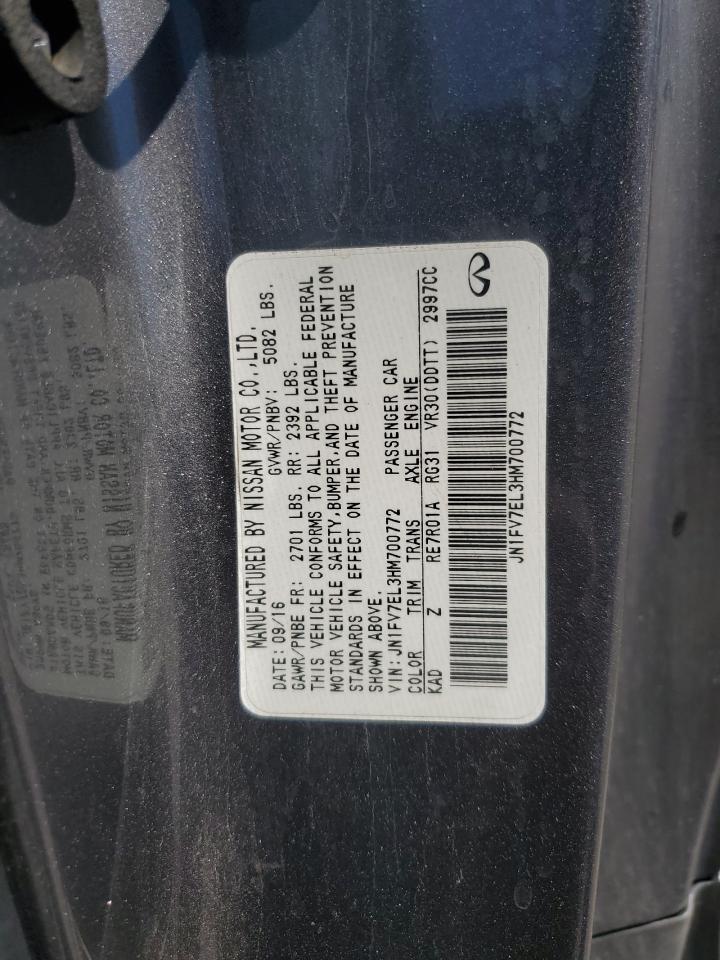 MANUFACTURED BY NISSAN MOTOR CO.,LTD.
DATE: 09/16 GVWR/PNBV: 5082 LBS.
GAWR/PNBE FR: 2701 LBS. RR: 2392 LBS.
THIS VEHICLE CONFORMS TO ALL APPLICABLE FEDERAL
MOTOR VEHICLE SAFETY,BUMPER,AND THEFT PREVENTION
STANDARDS IN EFFECT ON THE DATE OF MANUFACTURE
SHOWN ABOVE.
VIN:JN1FV7EL3HM700772 PASSENGER CAR
COLOR TRIM TRANS AXLE ENGINE
KAD Z RE7R01A RG31 VR30(DDTT) 2997CC
JN1FV7EL3HM700772